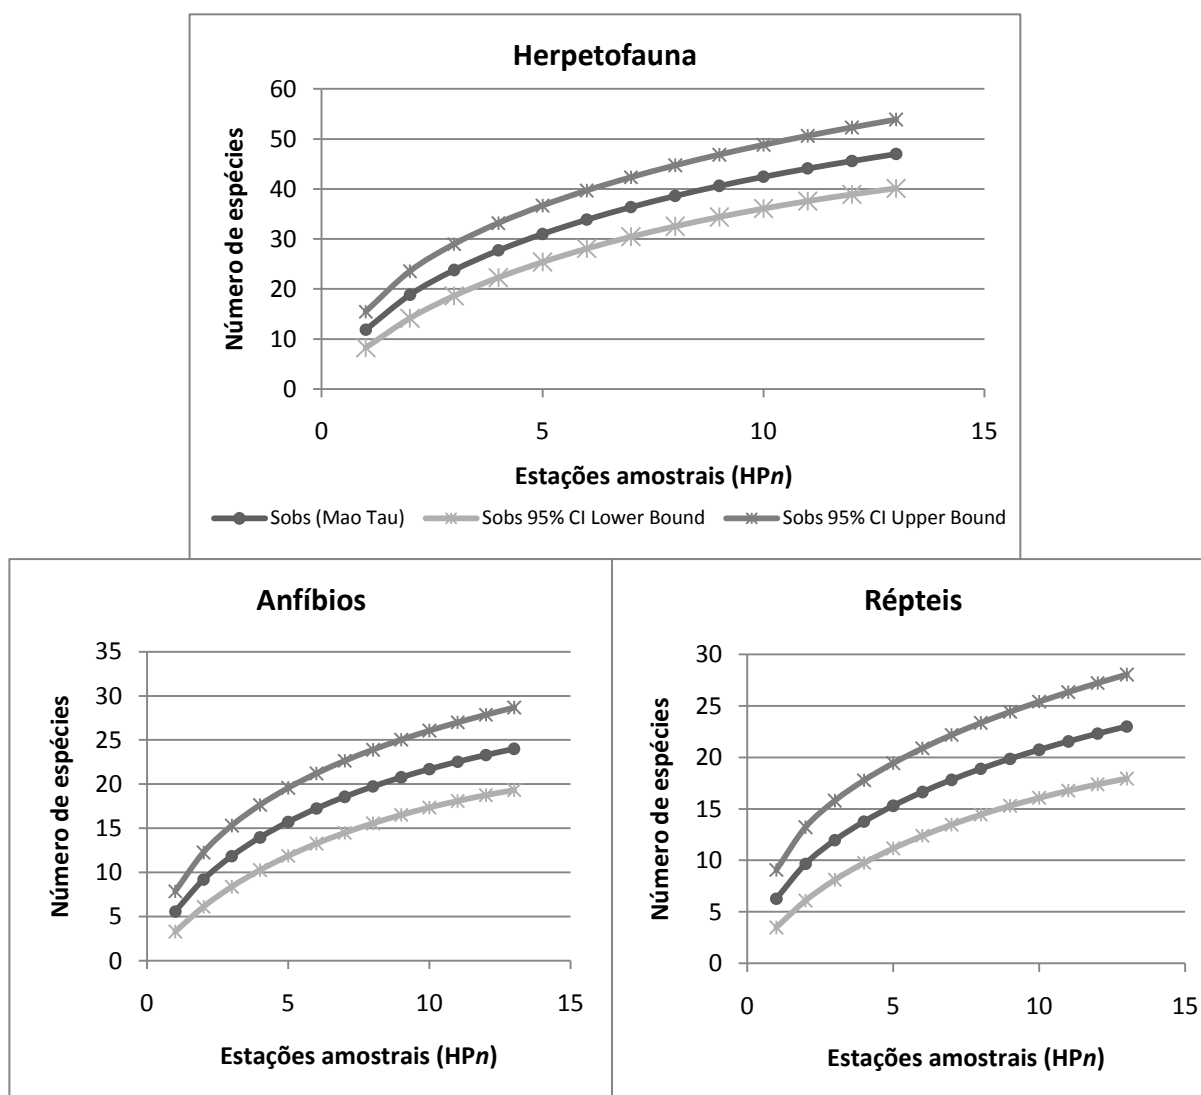 Herpetofauna
Número de espécies
60
50
40
30
20
10
0
0 5 10 15
Estações amostrais (HPn)
Sobs (Mao Tau) Sobs 95% CI Lower Bound Sobs 95% CI Upper Bound
Anfíbios
Número de espécies
35
30
25
20
15
10
5
0
0 5 10 15
Estações amostrais (HPn)
Répteis
Número de espécies
30
25
20
15
10
5
0
0 5 10 15
Estações amostrais (HPn)